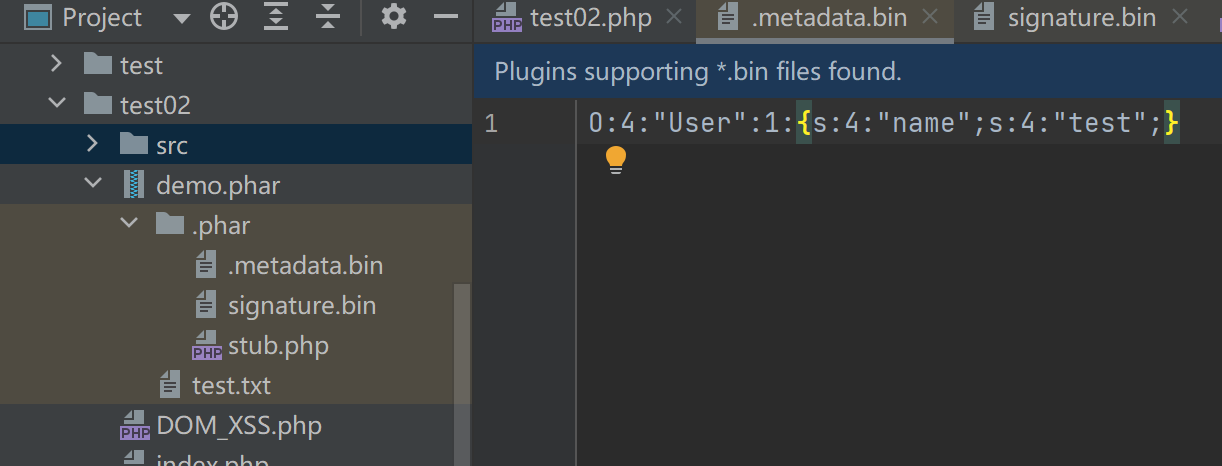 Project
test02.php
.metadata.bin
signature.bin
Plugins supporting *.bin files found.
1 O:4:"User":1:{s:4:"name";s:4:"test";}
test
test02
src
demo.phar
.phar
.metadata.bin
signature.bin
PHP stub.php
test.txt
PHP DOM_XSS.php
index.php